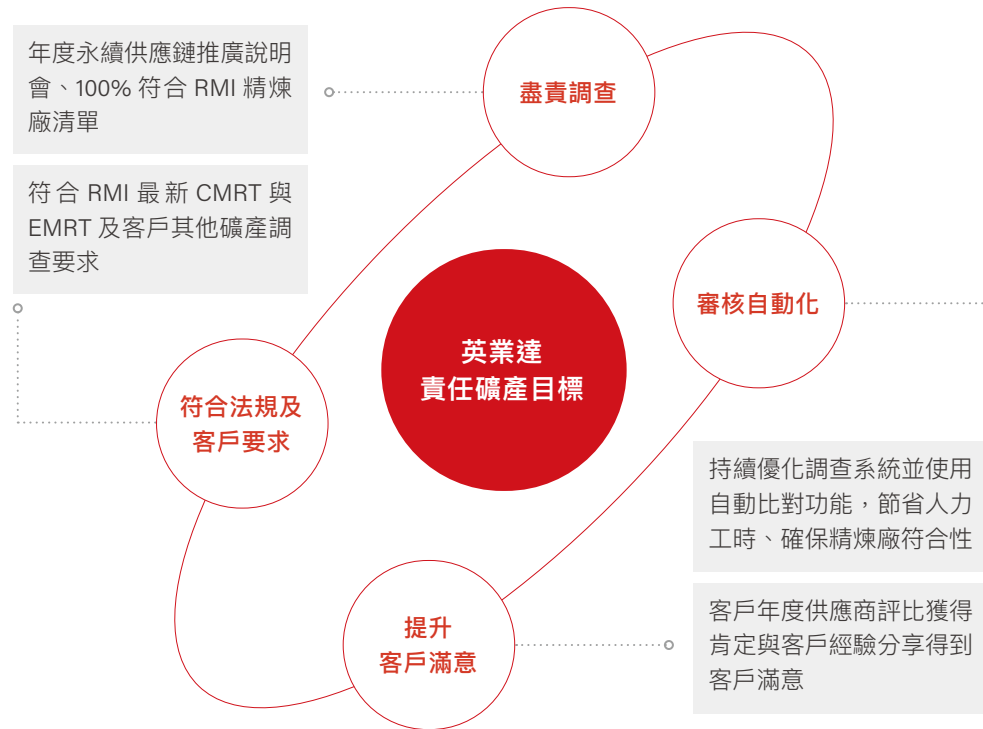 年度永續供應鏈推廣說明
會、100% 符合 RMI 精煉
廠清單
盡責調查
符合 RMI 最新 CMRT 與
EMRT 及客戶其他礦產調
查要求
審核自動化
英業達
責任礦產目標
符合法規及
客戶要求
持續優化調查系統並使用
自動比對功能，節省人力
工時、確保精煉廠符合性
提升
客戶滿意
客戶年度供應商評比獲得
肯定與客戶經驗分享得到
客戶滿意